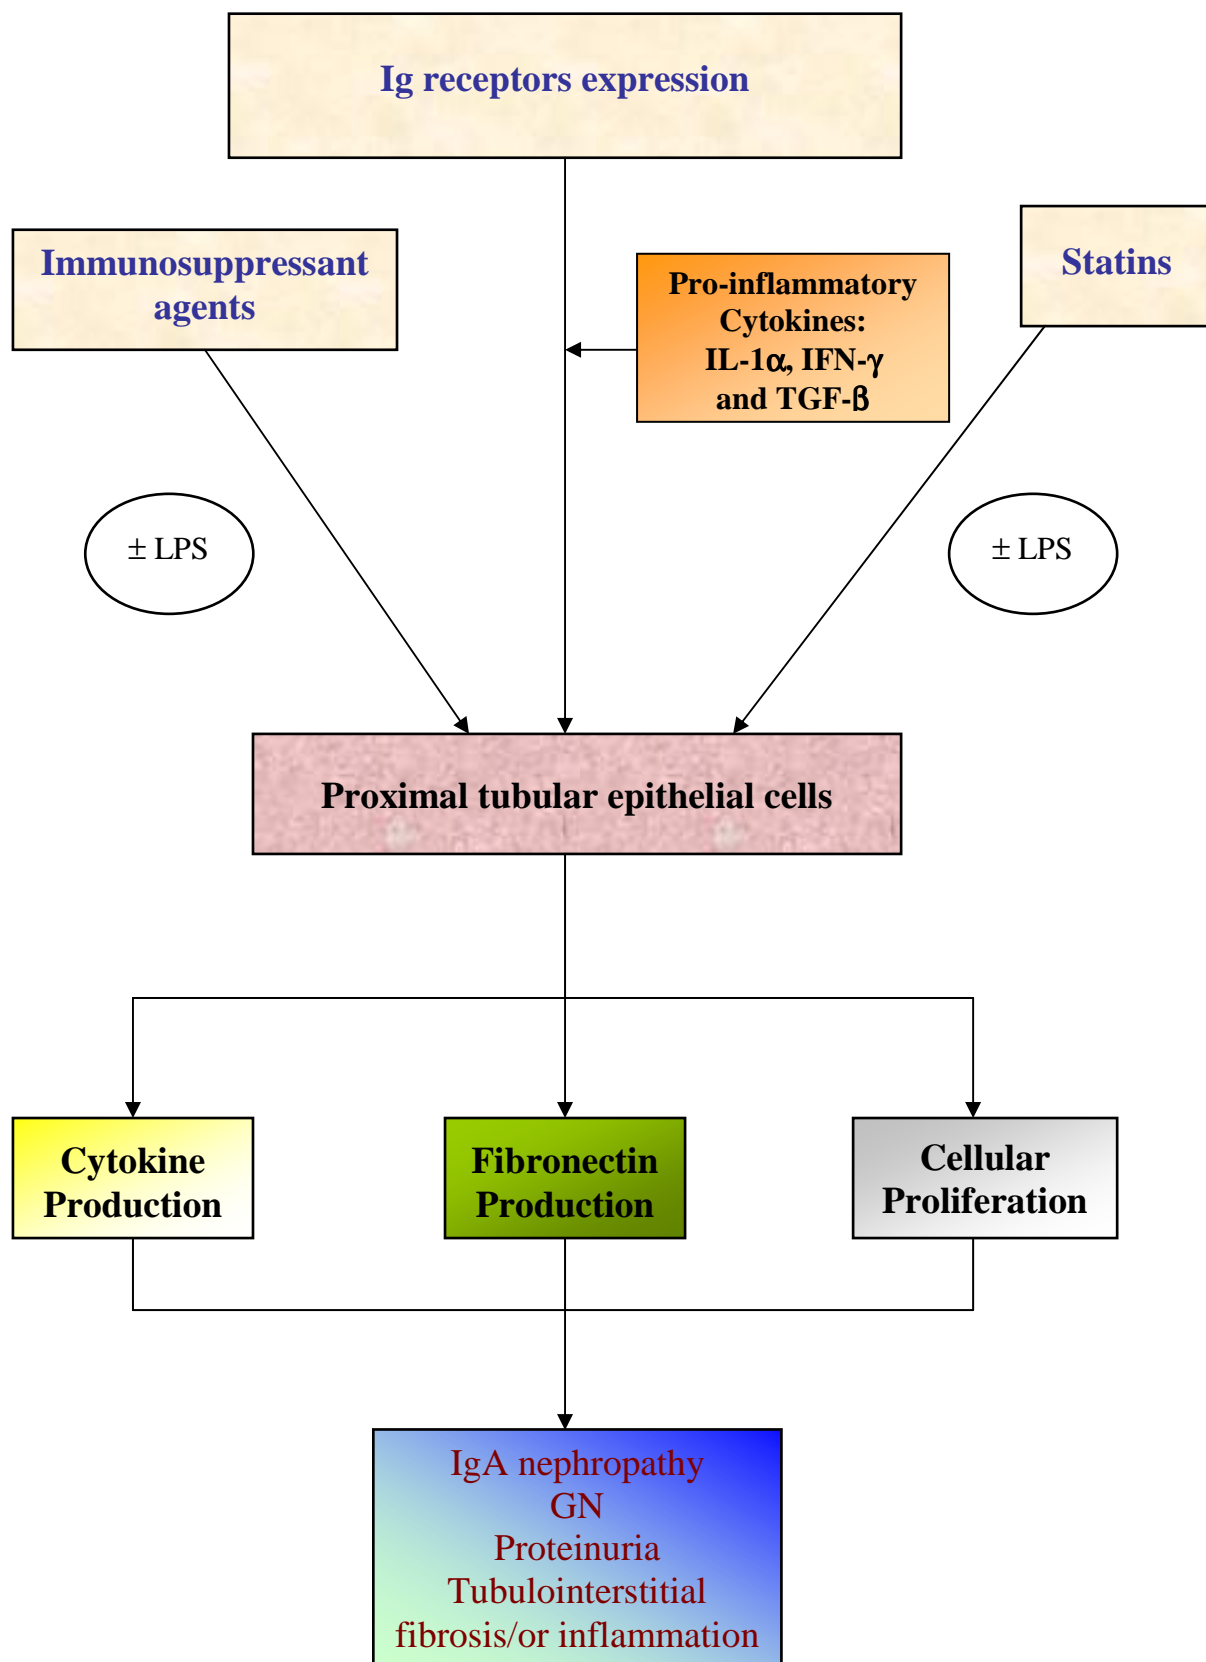 Ig receptors expression
Immunosuppressant
agents
Pro-inflammatory
Cytokines:
IL-1α, IFN-γ
and TGF-β
Statins
± LPS
± LPS
Proximal tubular epithelial cells
Cytokine
Production
Fibronectin
Production
Cellular
Proliferation
IgA nephropathy
GN
Proteinuria
Tubulointerstitial
fibrosis/or inflammation